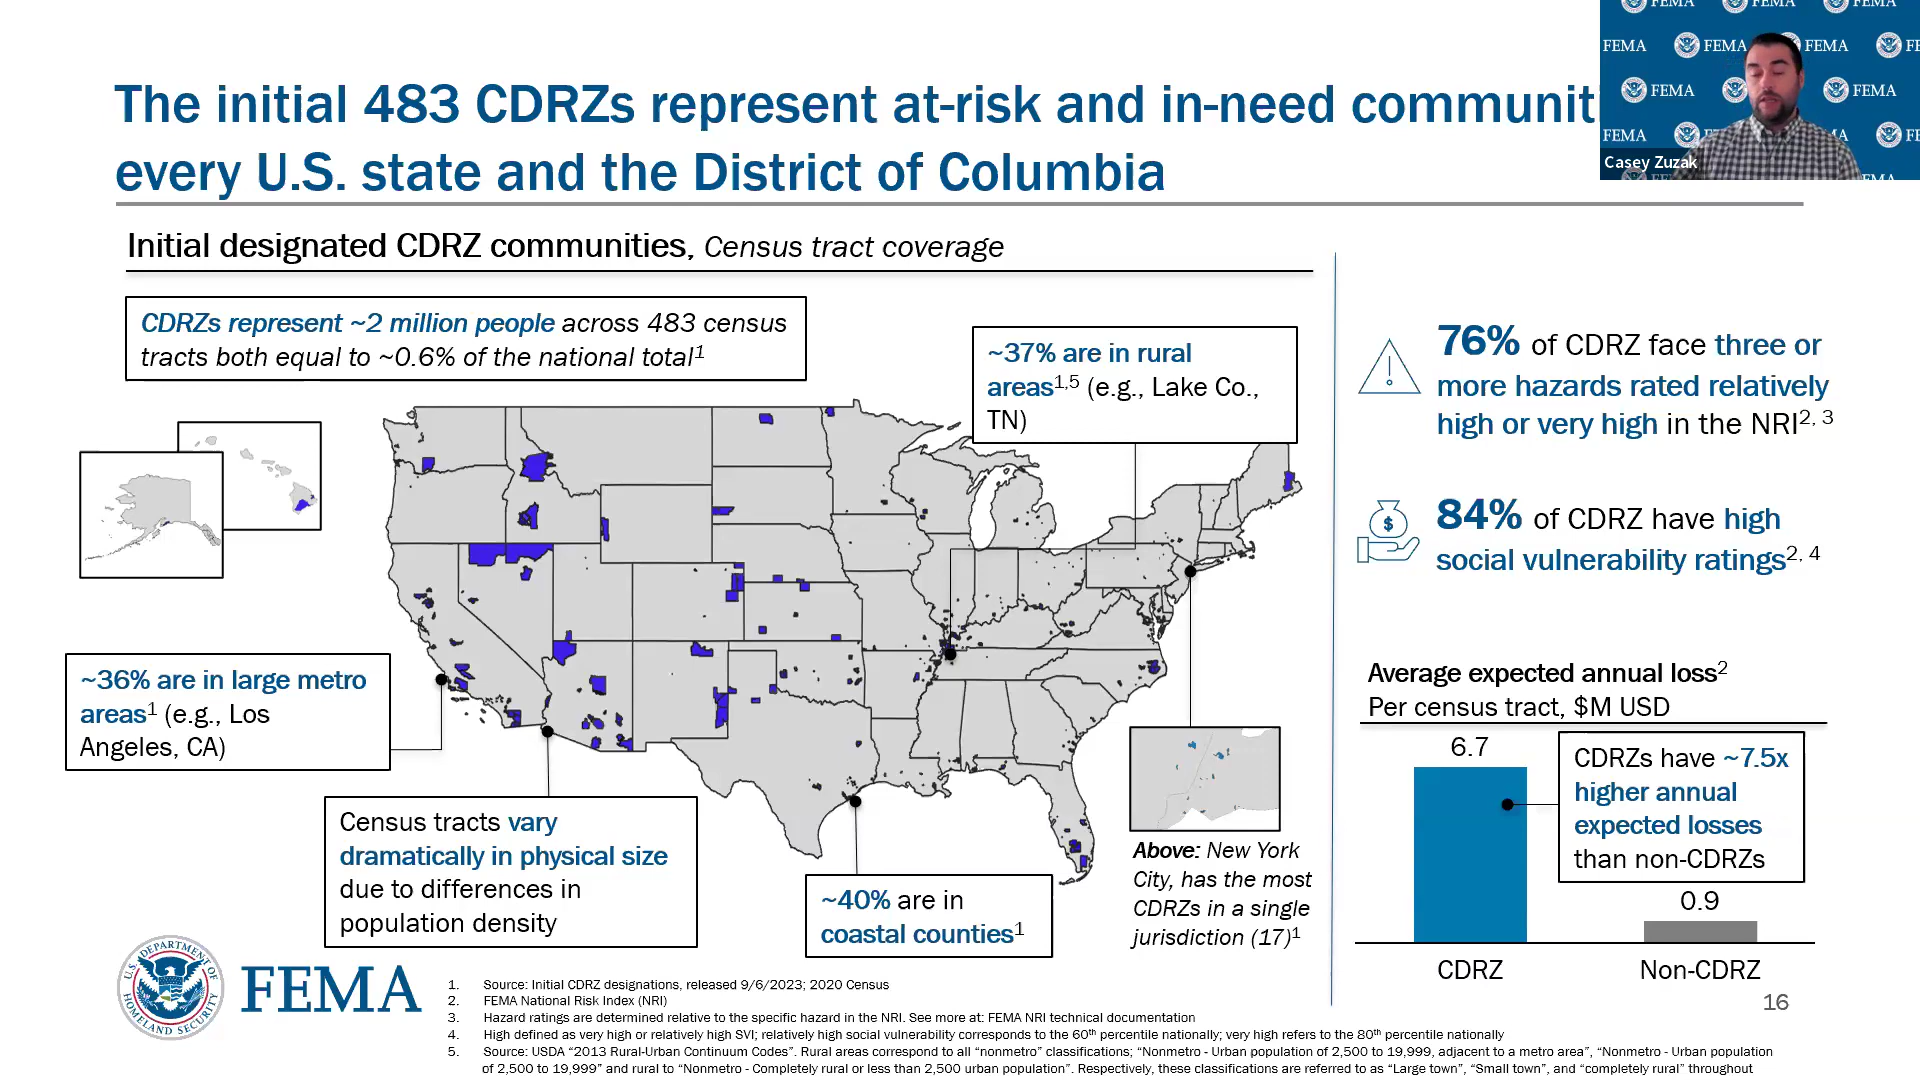 The initial 483 CDRZs represent at-risk and in-need communiti
every U.S. state and the District of Columbia
FEMA
FEMA
FEMA
FEMA
FEMA
FEMA
FEMA
FEMA
FEMA
Casey Zuzak
Initial designated CDRZ communities, Census tract coverage
CDRZs represent ~2 million people across 483 census
tracts both equal to ~0.6% of the national total1
~37% are in rural
areas1,5 (e.g., Lake Co.,
TN)
~36% are in large metro
areas1 (e.g., Los
Angeles, CA)
Census tracts vary
dramatically in physical size
due to differences in
population density
~40% are in
coastal counties1
Above: New York
City, has the most
CDRZs in a single
jurisdiction (17)1
76% of CDRZ face three or
more hazards rated relatively
high or very high in the NRI2, 3
$
84% of CDRZ have high
social vulnerability ratings2, 4
Average expected annual loss2
Per census tract, $M USD
6.7
CDRZs have ~7.5x
higher annual
expected losses
than non-CDRZs
0.9
CDRZ
Non-CDRZ
U.S. DEPARTMENT OF
HOMELAND SECURITY
FEMA
1. Source: Initial CDRZ designations, released 9/6/2023; 2020 Census
2. FEMA National Risk Index (NRI)
3. Hazard ratings are determined relative to the specific hazard in the NRI. See more at: FEMA NRI technical documentation
4. High defined as very high or relatively high SVI; relatively high social vulnerability corresponds to the 60th percentile nationally; very high refers to the 80th percentile nationally
5. Source: USDA “2013 Rural-Urban Continuum Codes”. Rural areas correspond to all “nonmetro” classifications; “Nonmetro - Urban population of 2,500 to 19,999, adjacent to a metro area”, “Nonmetro - Urban population
of 2,500 to 19,999” and rural to “Nonmetro - Completely rural or less than 2,500 urban population”. Respectively, these classifications are referred to as “Large town”, “Small town”, and “completely rural” throughout
16